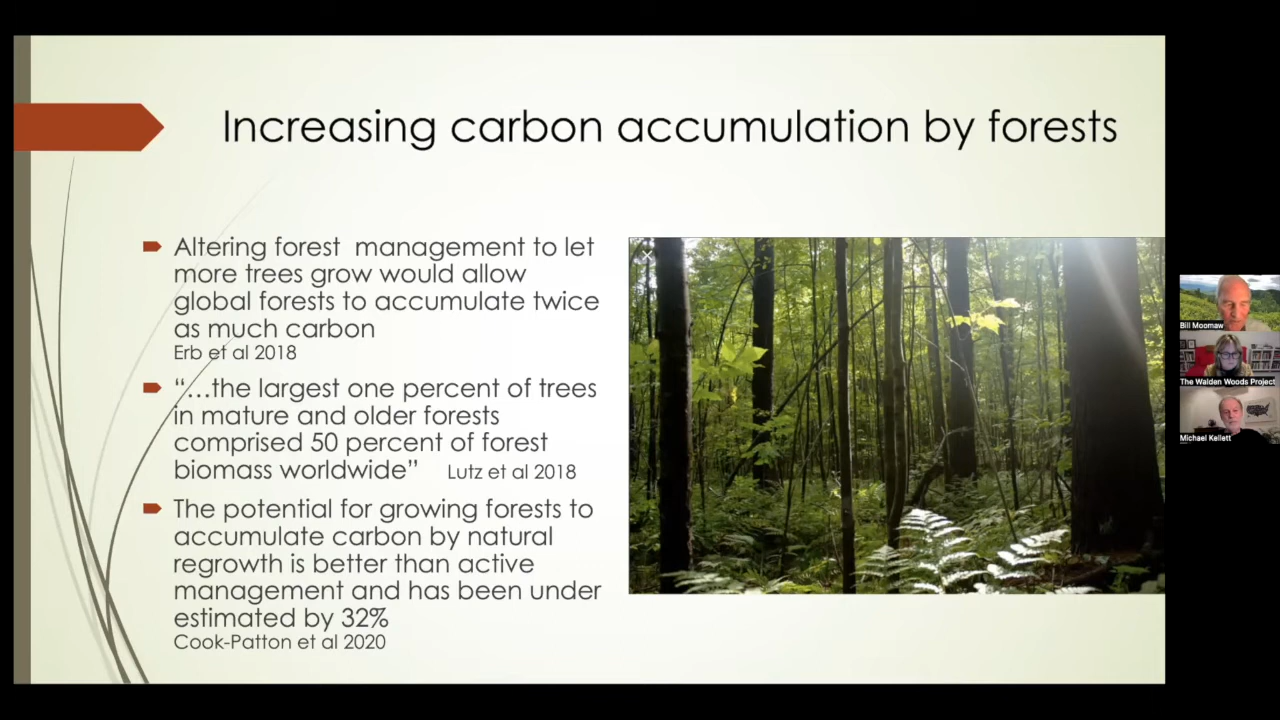 Increasing carbon accumulation by forests
Altering forest  management to let
more trees grow would allow
global forests to accumulate twice
as much carbon
Erb et al 2018
“…the largest one percent of trees
in mature and older forests
comprised 50 percent of forest
biomass worldwide”    Lutz et al 2018
The potential for growing forests to
accumulate carbon by natural
regrowth is better than active
management and has been under
estimated by 32%
Cook-Patton et al 2020
Bill Moomaw
The Walden Woods Project
Michael Kellett